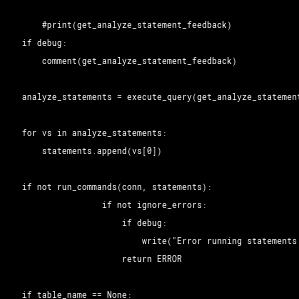 #print(get_analyze_statement_feedback)
if debug:
comment(get_analyze_statement_feedback)
analyze_statements = execute_query(get_analyze_statement
for vs in analyze_statements:
statements.append(vs[0])
if not run_commands(conn, statements):
if not ignore_errors:
if debug:
write("Error running statements
return ERROR
if table_name == None: